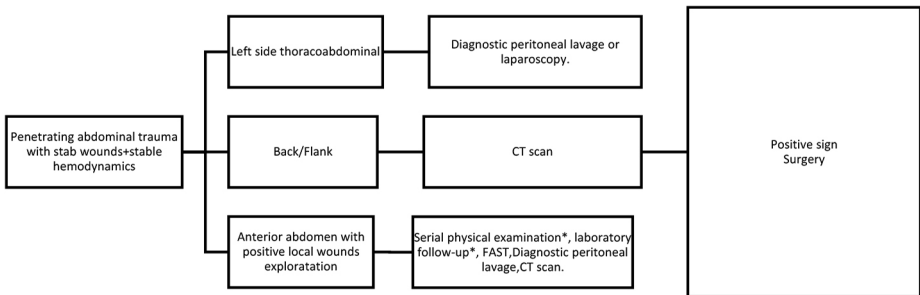 Left side thoracoabdominal
Diagnostic peritoneal lavage or
laparoscopy.
Penetrating abdominal trauma
with stab wounds+stable
hemodynamics
Back/Flank
CT scan
Positive sign
Surgery
Anterior abdomen with
positive local wounds
exploratation
Serial physical examination*, laboratory
follow-up*, FAST,Diagnostic peritoneal
lavage,CT scan.